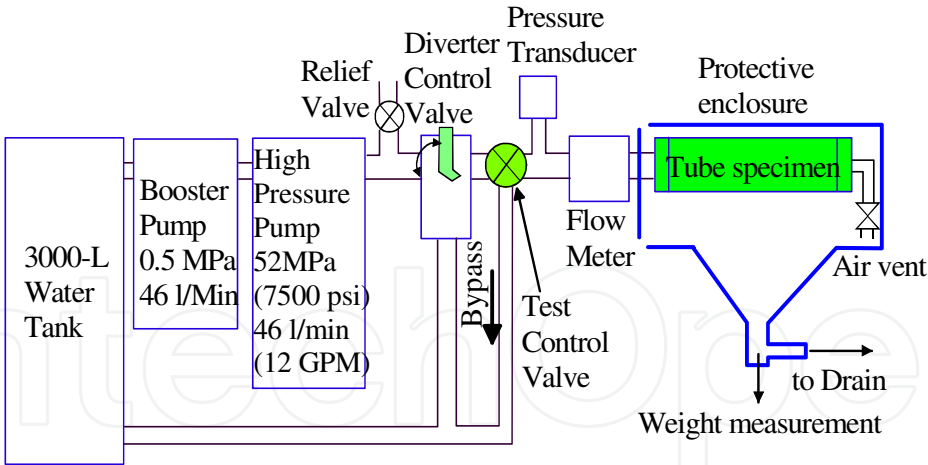 Pressure
Transducer
Diverter
Control
Valve
Relief
Valve
Protective
enclosure
High
Pressure
Pump
52MPa
(7500 psi)
46 l/min
(12 GPM)
Booster
Pump
0.5 MPa
46 l/Min
3000-L
Water
Tank
Tube specimen
Flow
Meter
Air vent
Bypass
Test
Control
Valve
to Drain
Weight measurement
ntechOpe